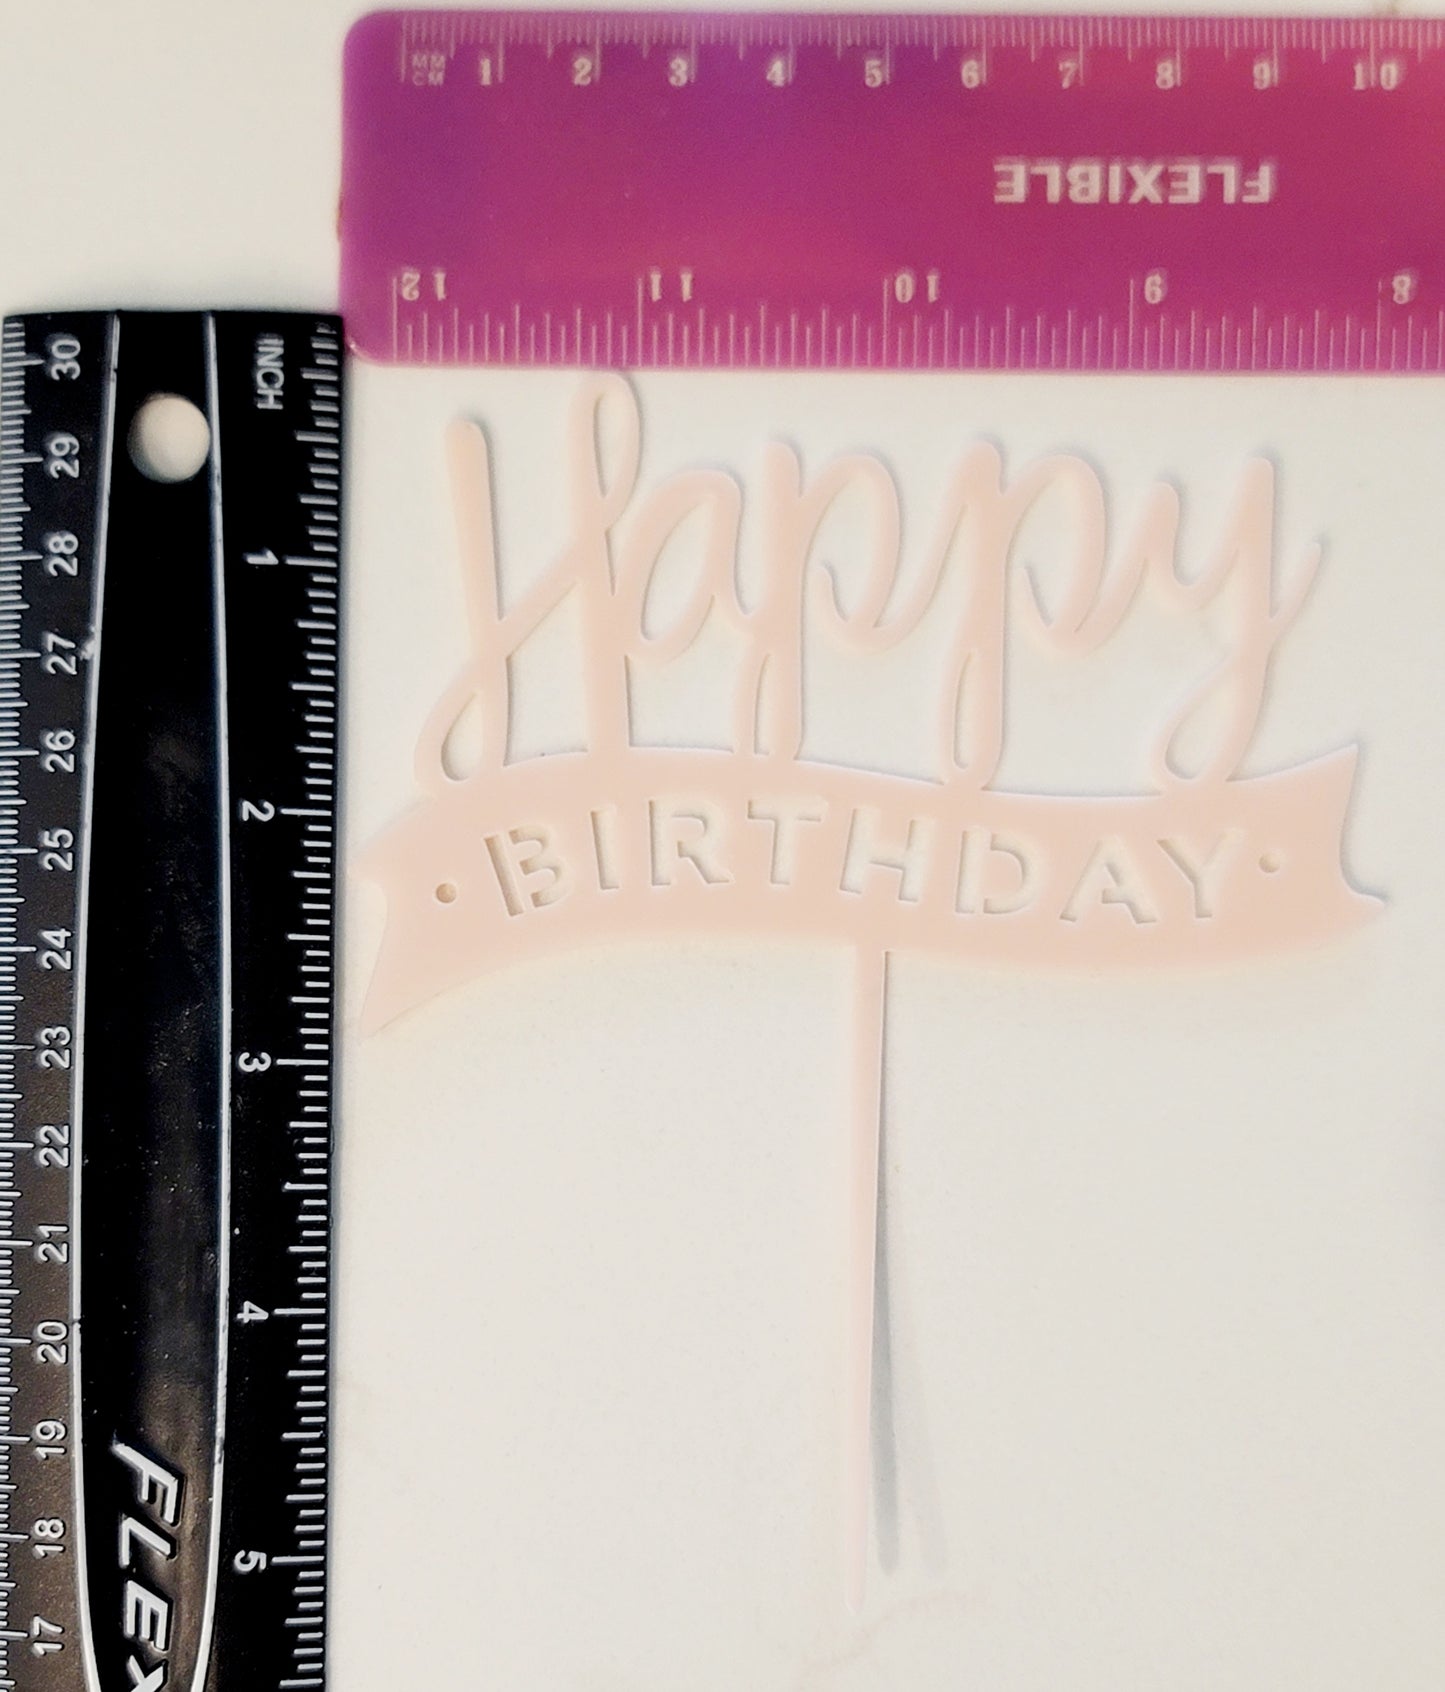 MM 1 2 3 4 5 6 7 8 9 10
CM
FLEXIBLE
12 11 10 9 8
30 29 28 27 26 25 24 23 22 21 20 19 18 17
INCH 1 2 3 4 5
FLEX
Happy
BIRTHDAY